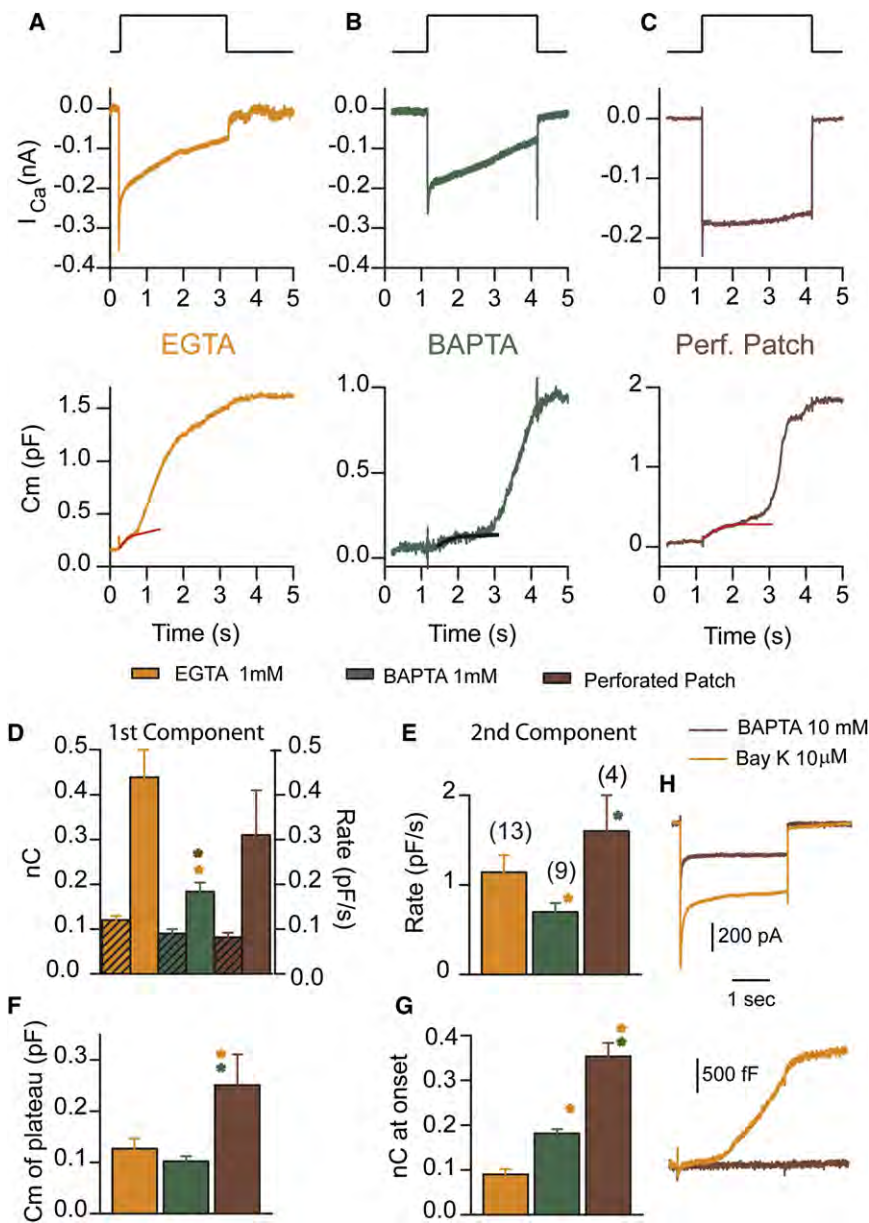 A B C
0.0 0.0 0.0
-0.1 -0.1 -0.1
-0.2 -0.2 -0.2
-0.3 -0.3
-0.4 -0.4
I Ca (nA)
0 1 2 3 4 5 0 1 2 3 4 5 0 1 2 3 4 5
EGTA BAPTA Perf. Patch
1.5 1.0 2
1.0 0.5 1
0.5 0.0 0
0.0
Cm (pF)
0 1 2 3 4 5 0 1 2 3 4 5 0 1 2 3 4 5
Time (s) Time (s) Time (s)
EGTA 1mM BAPTA 1mM Perforated Patch
D 1st Component
0.5 0.5
0.4 0.4
0.3 0.3
0.2 0.2
0.1 0.1
0.0 0.0
nC
Rate (pF/s)
E 2nd Component
(13) (9) (4)
* *
2
1
0
Rate (pF/s)
BAPTA 10 mM
Bay K 10μM
H
200 pA
1 sec
500 fF
F
0.3
0.2
0.1
0.0
Cm of plateau (pF)
* *
G
0.4
0.3
0.2
0.1
0.0
nC at onset
* * *